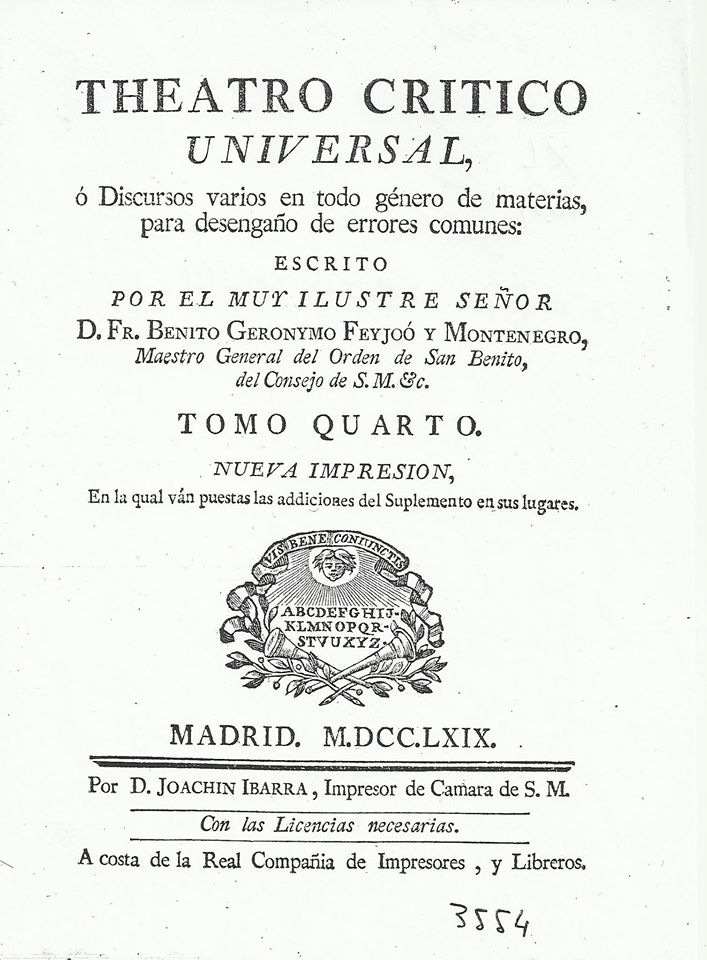 THEATRO CRITICO
UNIVERSAL,
ó Discursos varios en todo género de materias,
para desengaño de errores comunes:
ESCRITO
POR EL MUY ILUSTRE SEÑOR
D. FR. BENITO GERONYMO FEYJOÓ Y MONTENEGRO,
Maestro General del Orden de San Benito,
del Consejo de S. M. &c.
TOMO QUARTO.
NUEVA IMPRESION,
En la qual ván puestas las addiciones del Suplemento en sus lugares.
VIS BENE CONIUNCTIS
ABCDEFGHIJ-
KLMNOPQR-
STVUXYZ-
MADRID. M.DCC.LXIX.
Por D. JOACHIN IBARRA, Impresor de Camara de S. M.
Con las Licencias necesarias.
A costa de la Real Compañia de Impresores, y Libreros.
3554